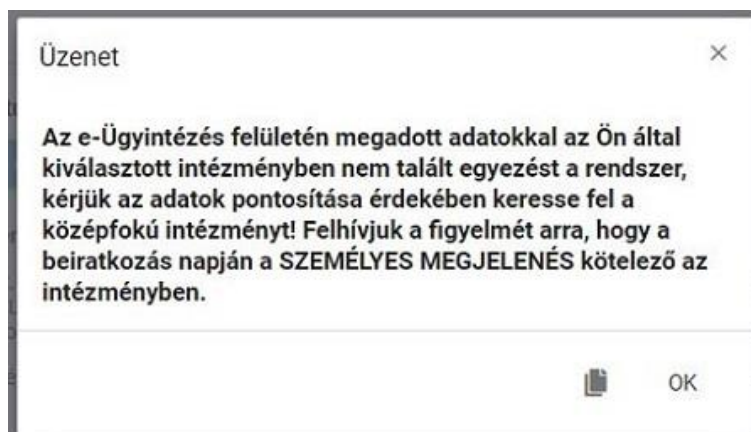 Üzenet
Az e-Ügyintézés felületén megadott adatokkal az Ön által
kiválasztott intézményben nem talált egyezést a rendszer,
kérjük az adatok pontosítása érdekében keresse fel a
középfokú intézményt! Felhívjuk a figyelmét arra, hogy a
beiratkozás napján a SZEMÉLYES MEGJELENÉS kötelező az
intézményben.
OK